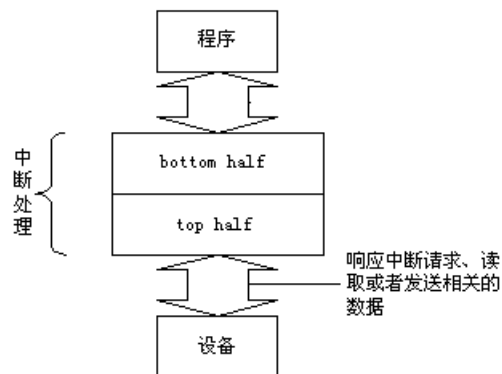 程序
中断处理
bottom half
top half
响应中断请求、读
取或者发送相关的
数据
设备